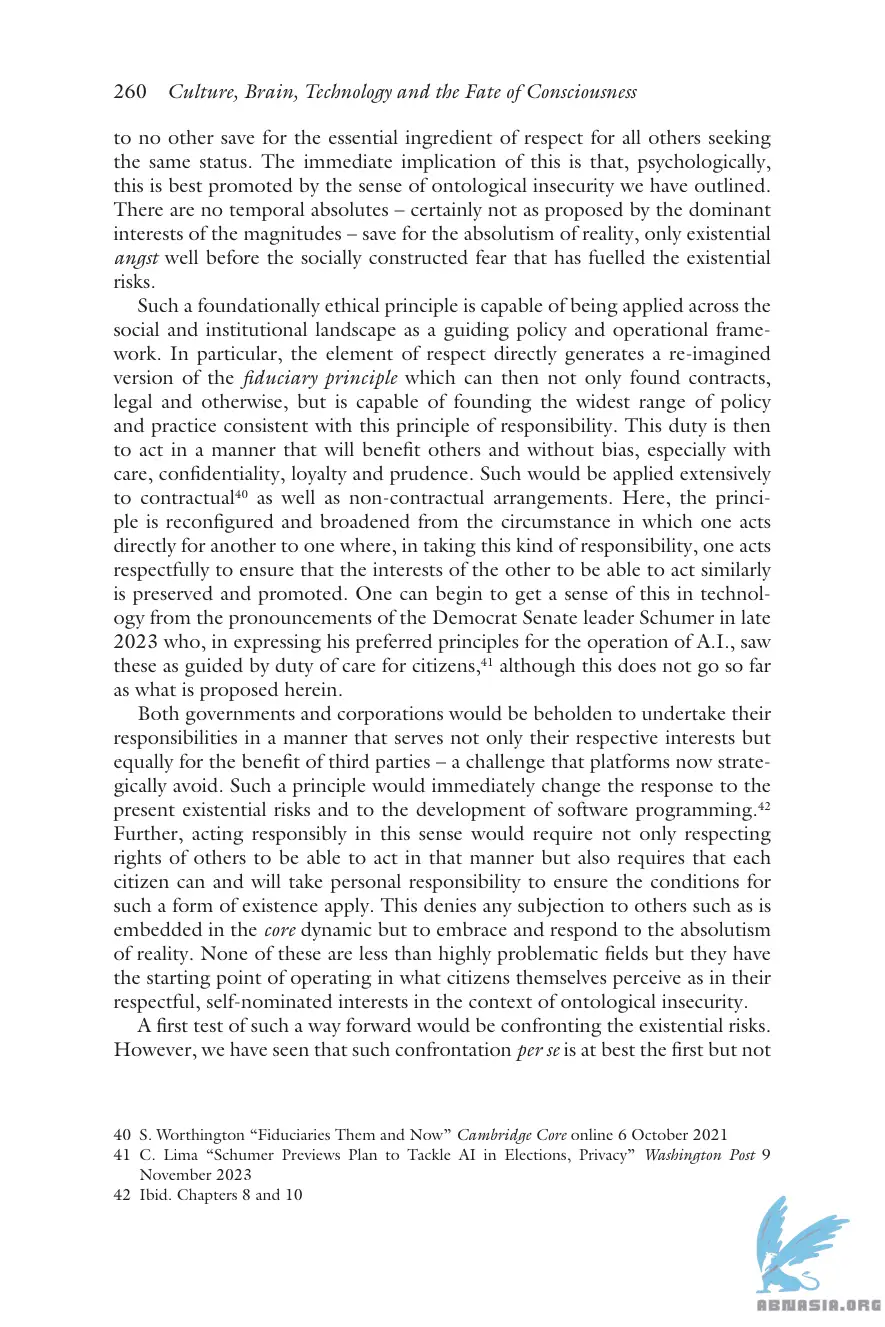 260 Culture, Brain, Technology and the Fate of Consciousness
to no other save for the essential ingredient of respect for all others seeking
the same status. The immediate implication of this is that, psychologically,
this is best promoted by the sense of ontological insecurity we have outlined.
There are no temporal absolutes – certainly not as proposed by the dominant
interests of the magnitudes – save for the absolutism of reality, only existential
angst well before the socially constructed fear that has fuelled the existential
risks.
Such a foundationally ethical principle is capable of being applied across the
social and institutional landscape as a guiding policy and operational frame-
work. In particular, the element of respect directly generates a re-imagined
version of the fiduciary principle which can then not only found contracts,
legal and otherwise, but is capable of founding the widest range of policy
and practice consistent with this principle of responsibility. This duty is then
to act in a manner that will benefit others and without bias, especially with
care, confidentiality, loyalty and prudence. Such would be applied extensively
to contractual⁴⁰ as well as non-contractual arrangements. Here, the princi-
ple is reconfigured and broadened from the circumstance in which one acts
directly for another to one where, in taking this kind of responsibility, one acts
respectfully to ensure that the interests of the other to be able to act similarly
is preserved and promoted. One can begin to get a sense of this in technol-
ogy from the pronouncements of the Democrat Senate leader Schumer in late
2023 who, in expressing his preferred principles for the operation of A.I., saw
these as guided by duty of care for citizens,⁴¹ although this does not go so far
as what is proposed herein.
Both governments and corporations would be beholden to undertake their
responsibilities in a manner that serves not only their respective interests but
equally for the benefit of third parties – a challenge that platforms now strate-
gically avoid. Such a principle would immediately change the response to the
present existential risks and to the development of software programming.⁴²
Further, acting responsibly in this sense would require not only respecting
rights of others to be able to act in that manner but also requires that each
citizen can and will take personal responsibility to ensure the conditions for
such a form of existence apply. This denies any subjection to others such as is
embedded in the core dynamic but to embrace and respond to the absolutism
of reality. None of these are less than highly problematic fields but they have
the starting point of operating in what citizens themselves perceive as in their
respectful, self-nominated interests in the context of ontological insecurity.
A first test of such a way forward would be confronting the existential risks.
However, we have seen that such confrontation per se is at best the first but not
40 S. Worthington “Fiduciaries Them and Now” Cambridge Core online 6 October 2021
41 C. Lima “Schumer Previews Plan to Tackle AI in Elections, Privacy” Washington Post 9
November 2023
42 Ibid. Chapters 8 and 10
ABNASIA.ORG